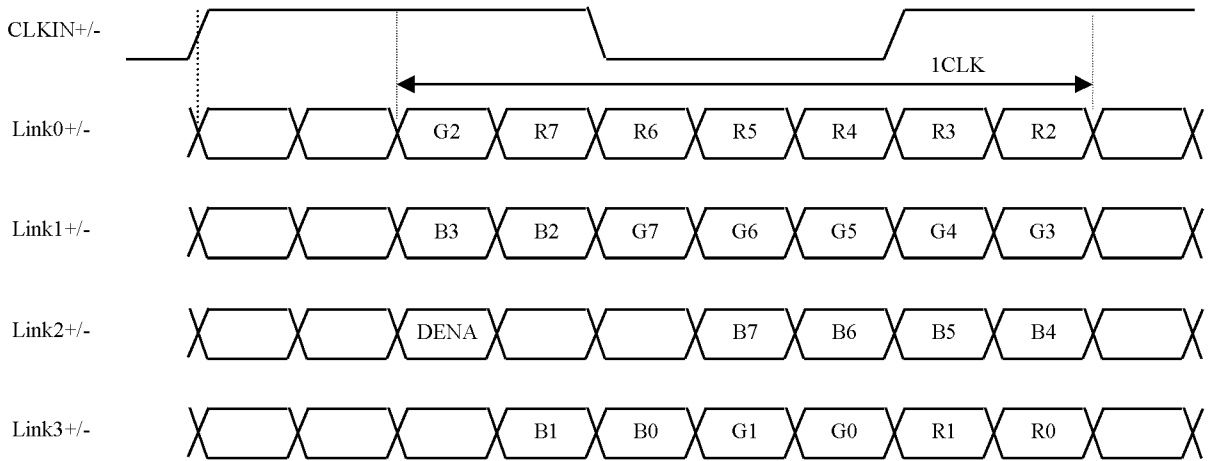 CLKIN+/-
1CLK
Link0+/- G2 R7 R6 R5 R4 R3 R2
Link1+/- B3 B2 G7 G6 G5 G4 G3
Link2+/- DENA B7 B6 B5 B4
Link3+/- B1 B0 G1 G0 R1 R0